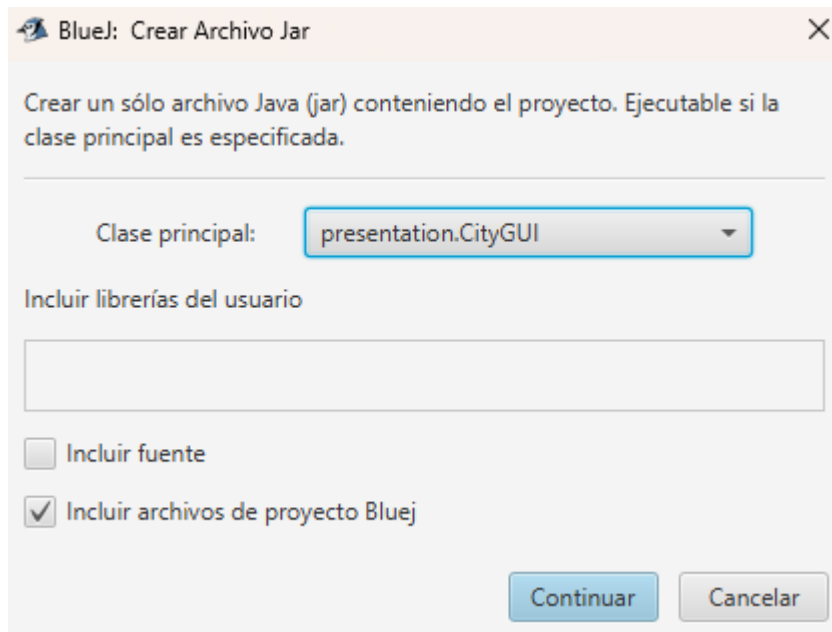 BlueJ: Crear Archivo Jar
Crear un sólo archivo Java (jar) conteniendo el proyecto. Ejecutable si la
clase principal es especificada.
Clase principal: presentation.CityGUI
Incluir librerías del usuario
Incluir fuente
Incluir archivos de proyecto Bluej
Continuar Cancelar